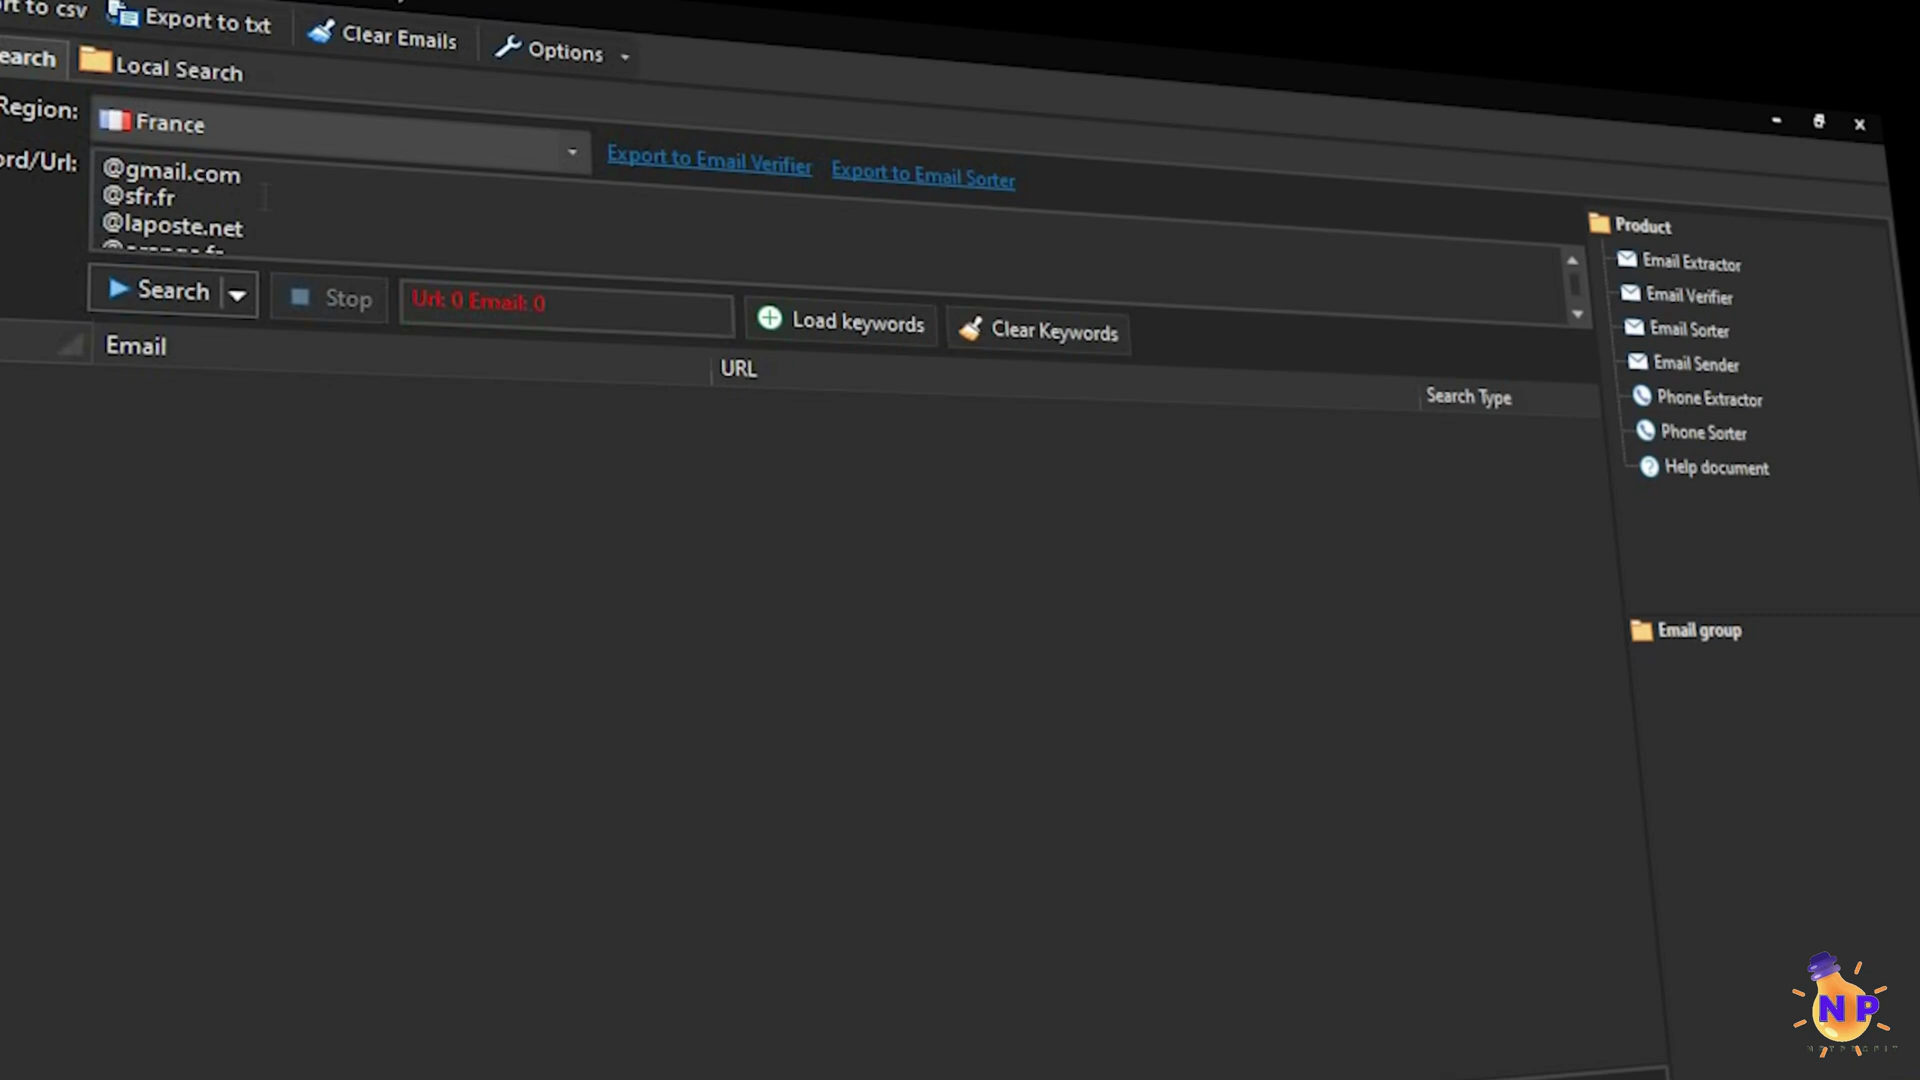 rt to csv
Export to txt
Clear Emails
Options
earch
Local Search
Region:
France
Export to Email Verifier
Export to Email Sorter
ord/Url:
@gmail.com
@sfr.fr
@laposte.net
@orange.fr
Search
Stop
Url: 0 Email: 0
Load keywords
Clear Keywords
Email
URL
Search Type
Product
Email Extractor
Email Verifier
Email Sorter
Email Sender
Phone Extractor
Phone Sorter
Help document
Email group
NP